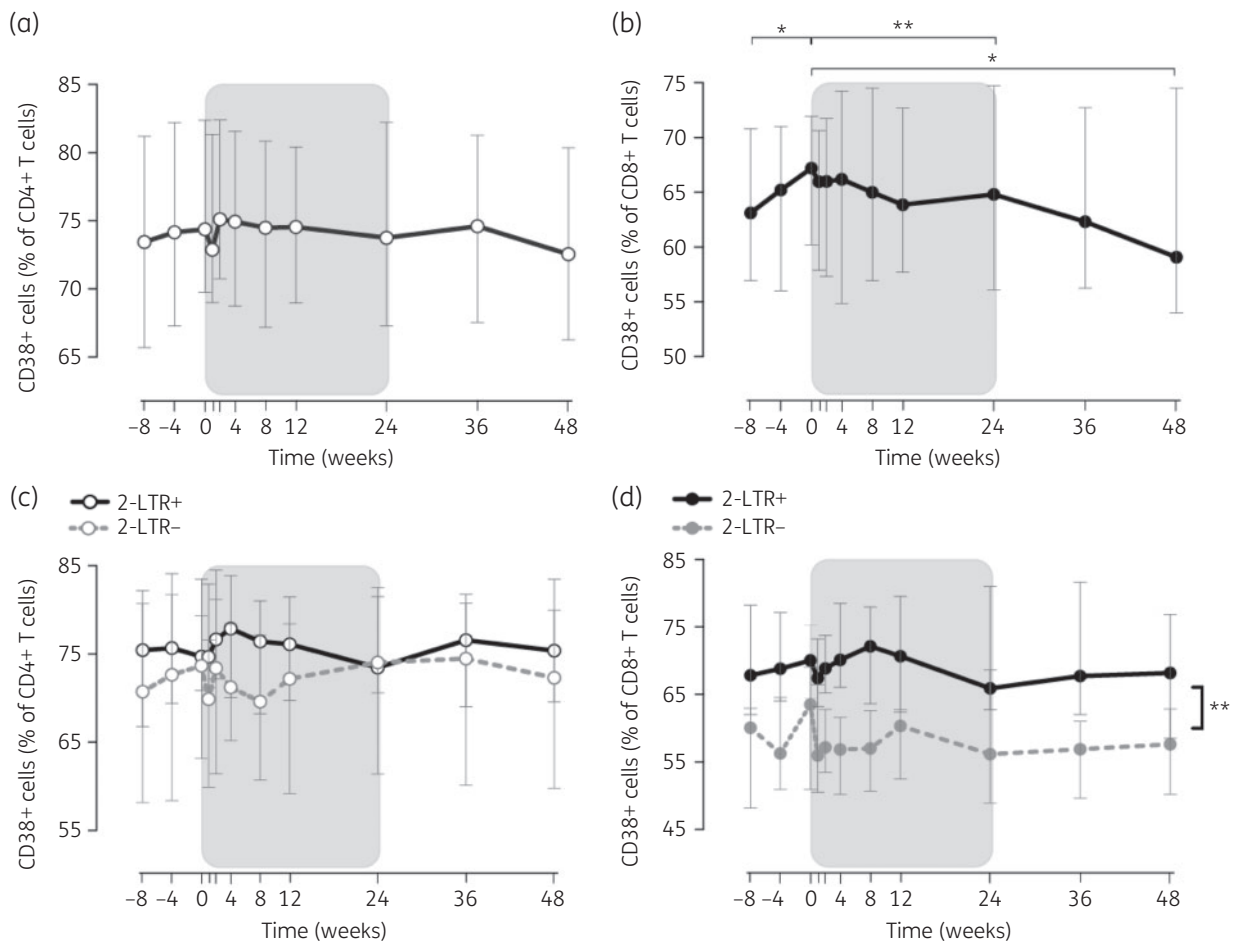 (a)
CD38+ cells (% of CD4+ T cells)
85
80
75
70
65
–8 –4 0 4 8 12 24 36 48
Time (weeks)
(b)
* **
*
CD38+ cells (% of CD8+ T cells)
75
70
65
60
55
50
–8 –4 0 4 8 12 24 36 48
Time (weeks)
(c)
2-LTR+
2-LTR–
CD38+ cells (% of CD4+ T cells)
85
75
65
55
–8 –4 0 4 8 12 24 36 48
Time (weeks)
(d)
2-LTR+
2-LTR–
CD38+ cells (% of CD8+ T cells)
85
75
65
55
45
**
–8 –4 0 4 8 12 24 36 48
Time (weeks)